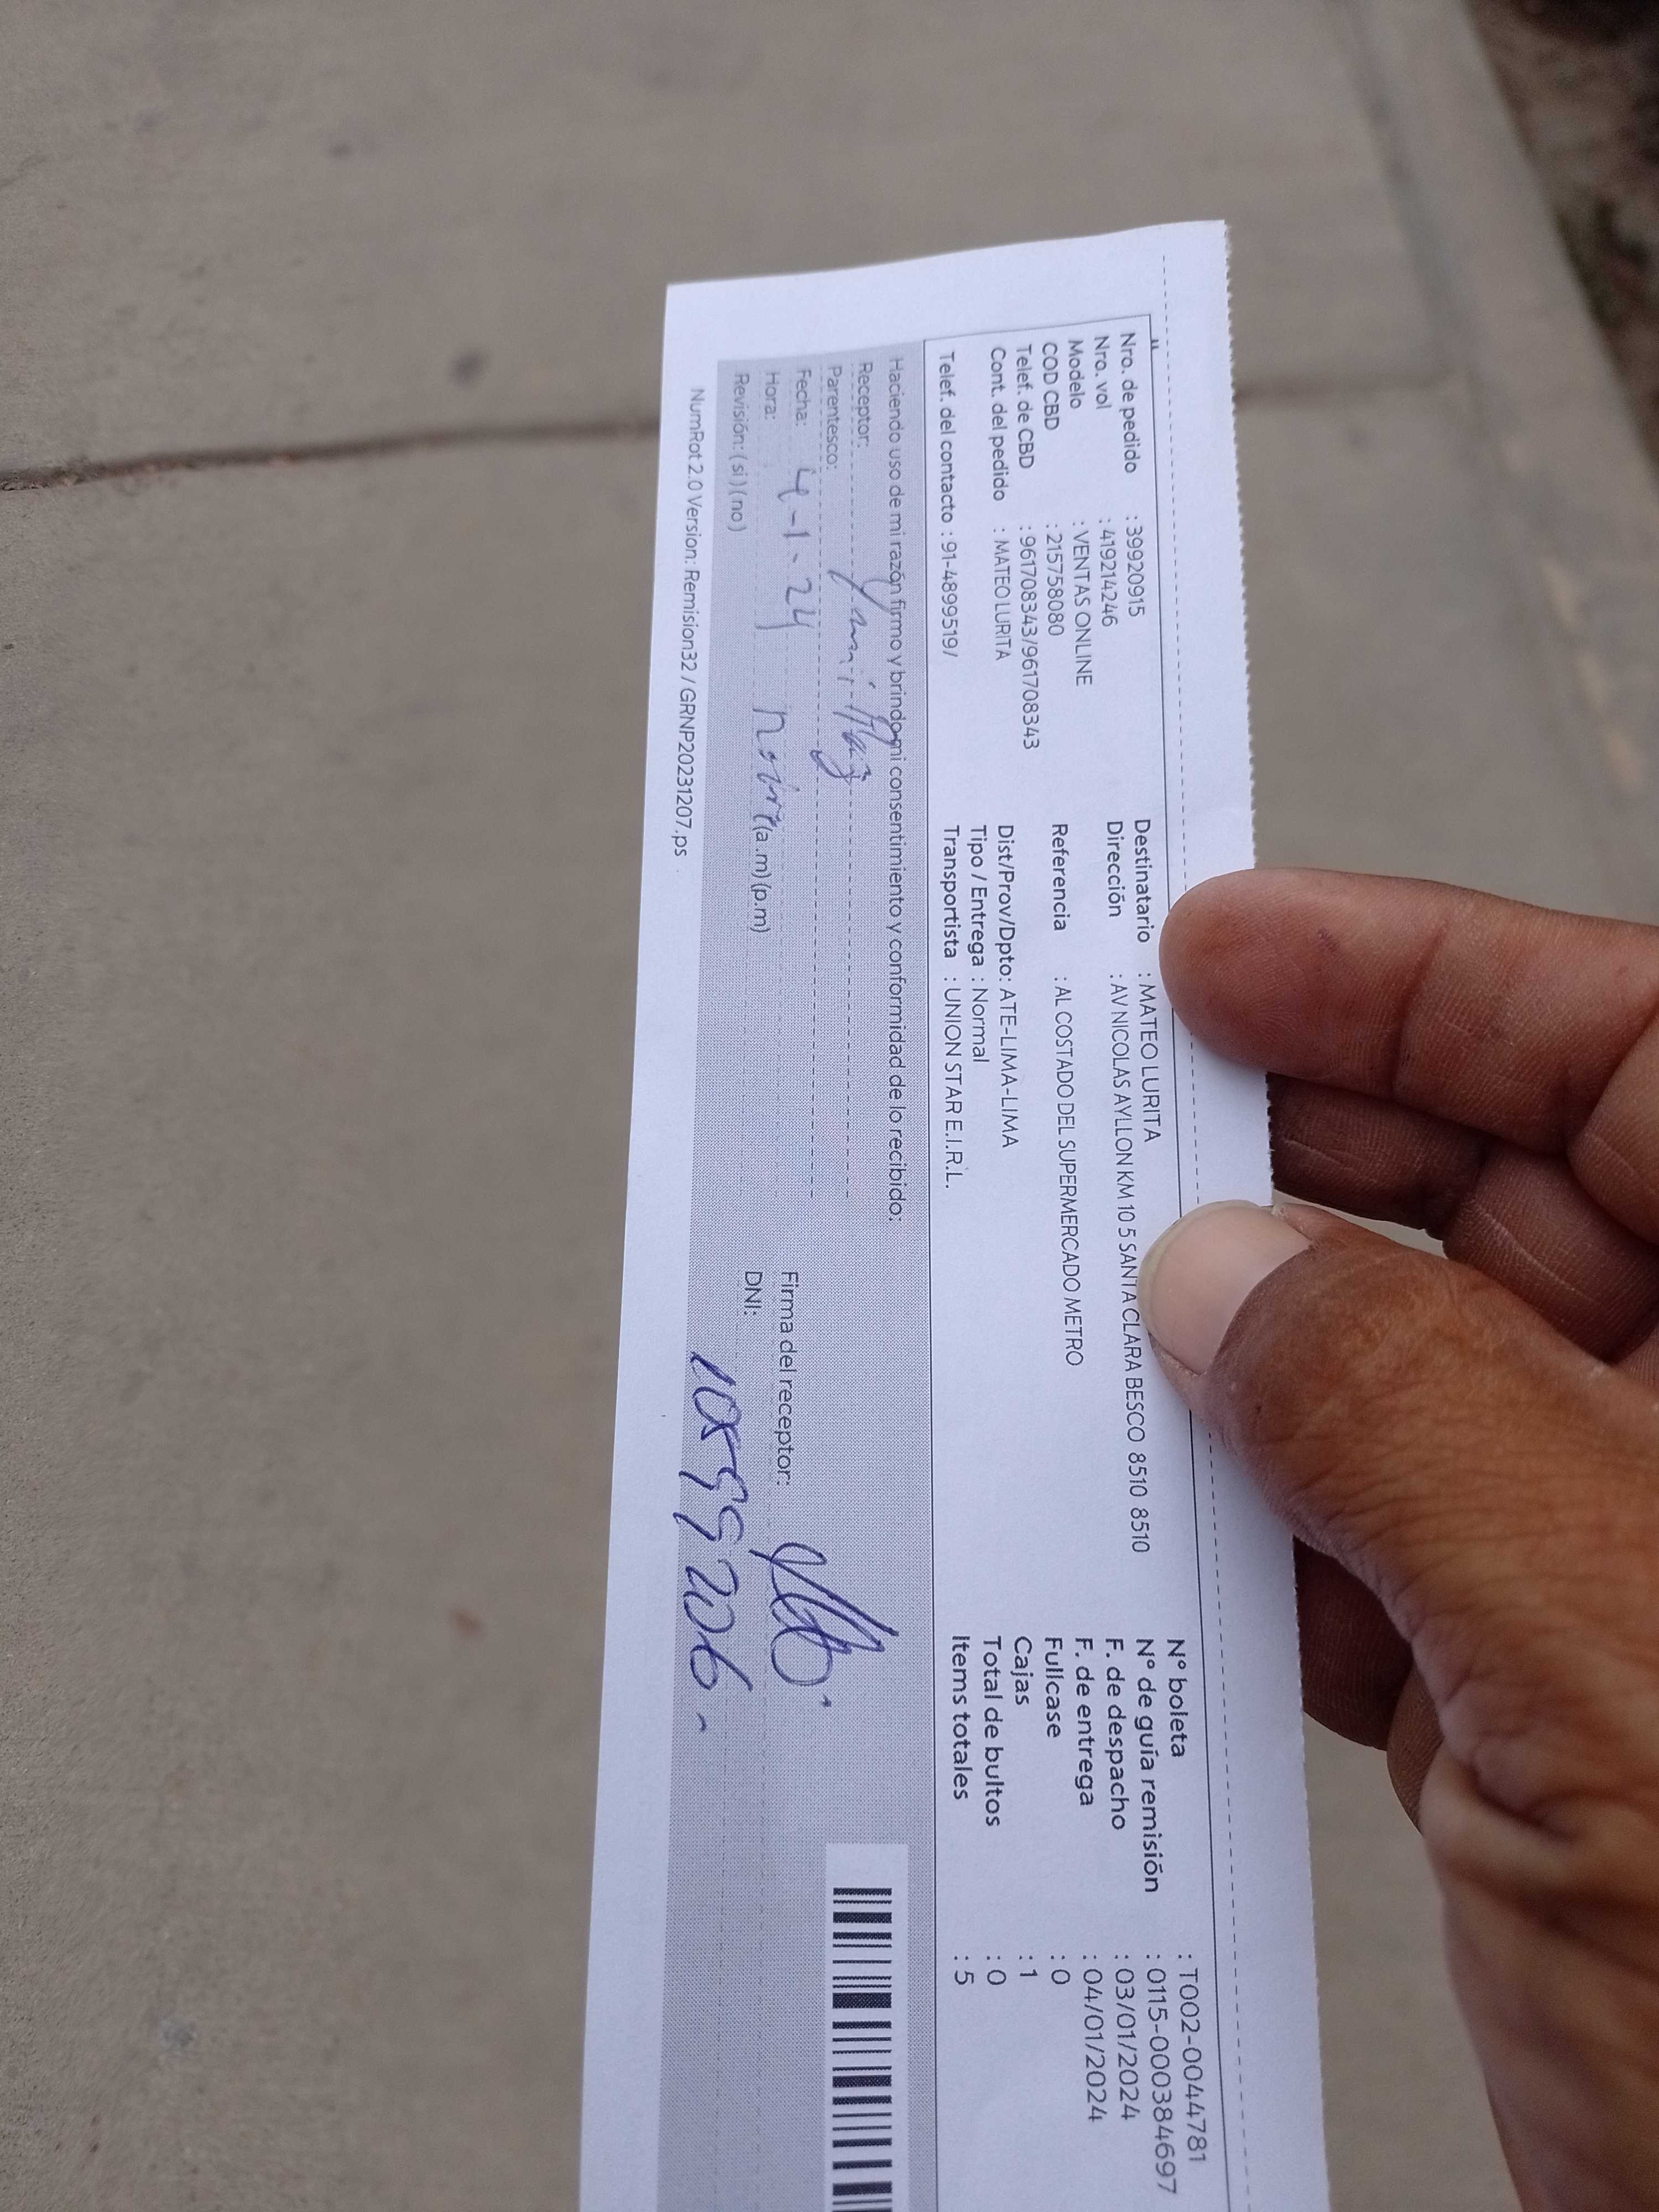 Nro. de pedido : 39920915
Nro. vol : 419214246
Modelo : VENTAS ONLINE
COD CBD : 215758080
Telef. de CBD : 961708343/961708343
Cont. del pedido : MATEO LURITA
Telef. del contacto : 91-4899519/
Destinatario : MATEO LURITA
Dirección : AV NICOLAS AYLLON KM 10 5 SANTA CLARA BESCO 8510 8510
Referencia : AL COSTADO DEL SUPERMERCADO METRO
Dist/Prov/Dpto: ATE-LIMA-LIMA
Tipo / Entrega : Normal
Transportista : UNION STAR E.I.R.L.
N° boleta : T002-0044781
N° de guía remisión : 0115-000384697
F. de despacho : 03/01/2024
F. de entrega : 04/01/2024
Fullcase : 0
Cajas : 1
Total de bultos : 0
Items totales : 5
Haciendo uso de mi razón firmo y brindo mi consentimiento y conformidad de lo recibido:
Receptor:
Parentesco:
Fecha: 4-1-24
Hora: (a.m)(p.m)
Revisión: (si)(no)
Firma del receptor:
DNI: 10559206
NumRot 2.0 Version: Remision32 / GRNP20231207.ps